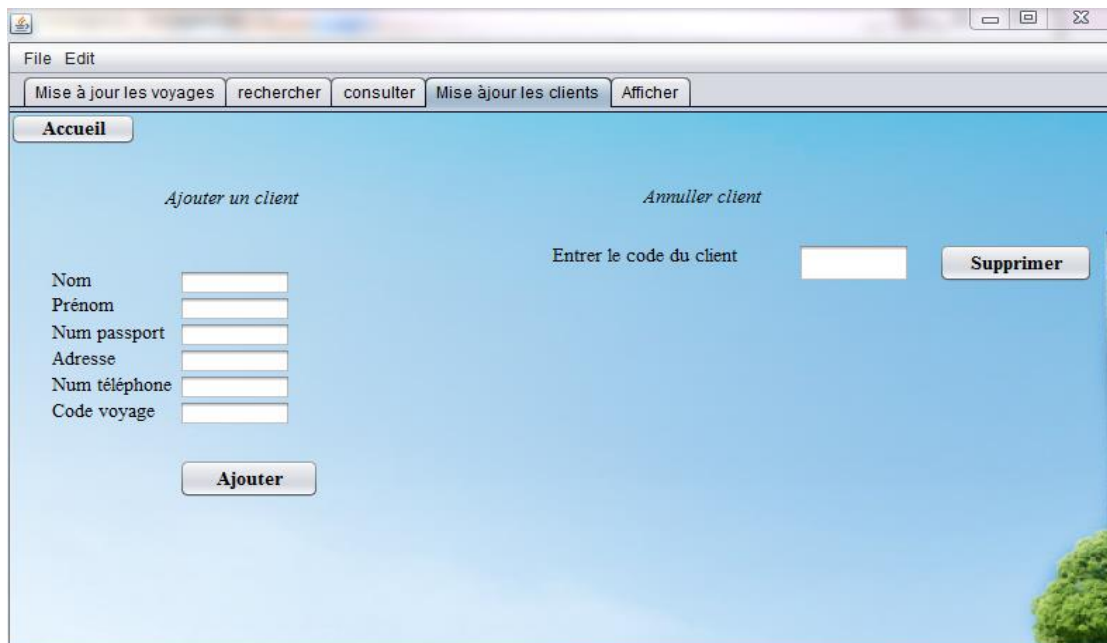 File Edit
Mise à jour les voyages rechercher consulter Mise àjour les clients Afficher
Accueil
Ajouter un client
Annuller client
Entrer le code du client
Supprimer
Nom
Prénom
Num passport
Adresse
Num téléphone
Code voyage
Ajouter